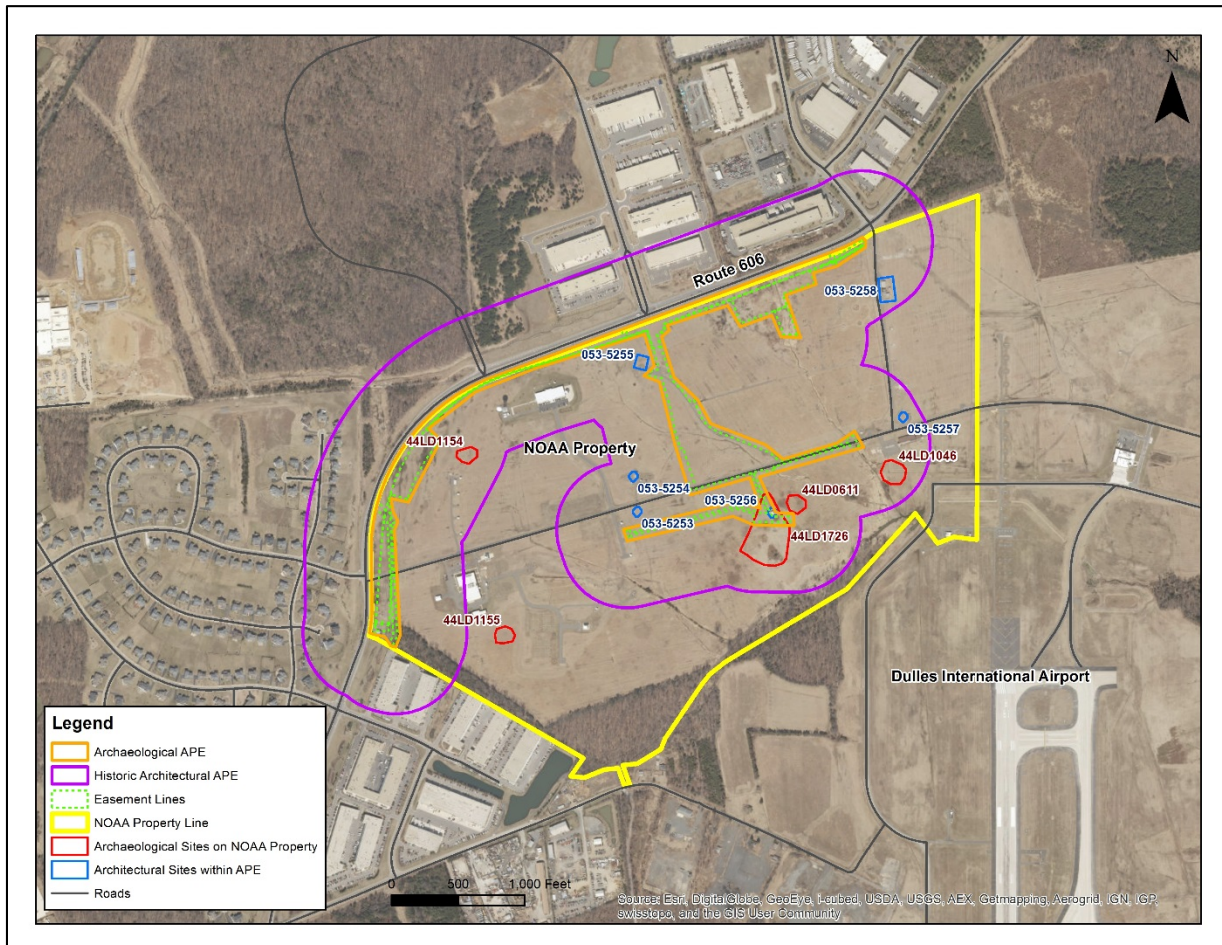 N
Route 606
053-5258
053-5255
44LD1154
NOAA Property
053-5257
44LD1046
053-5254
053-5256
44LD0611
053-5253
44LD1726
44LD1155
Dulles International Airport
Legend
Archaeological APE
Historic Architectural APE
Easement Lines
NOAA Property Line
Archaeological Sites on NOAA Property
Architectural Sites within APE
Roads
0 500 1,000 Feet
Source: Esri, DigitalGlobe, GeoEye, i-cubed, USDA, USGS, AEX, Getmapping, Aerogrid, IGN, IGP,
swisstopo, and the GIS User Community